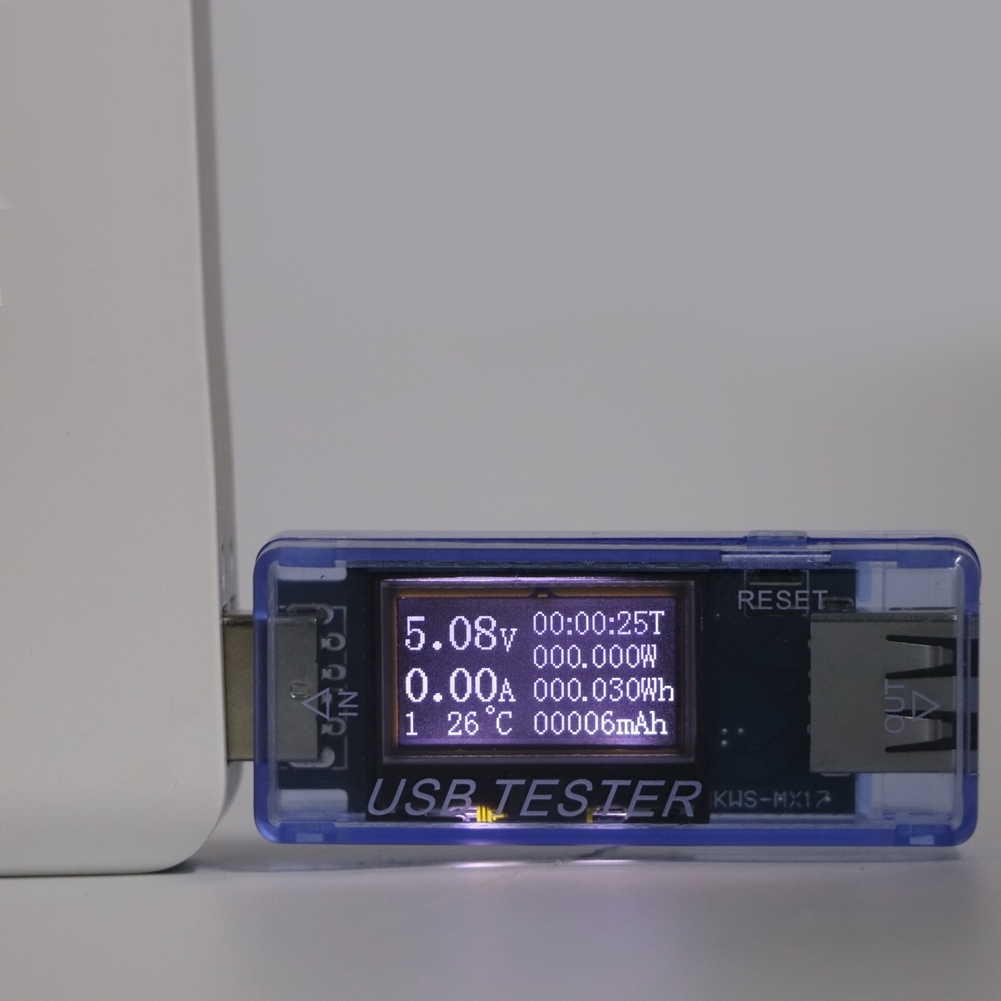 RESET
5.08V 00:00:25T
000.000W
0.00A 000.030Wh
1 26°C 00006mAh
IN
OUT
USB TESTER
KWS-MX17